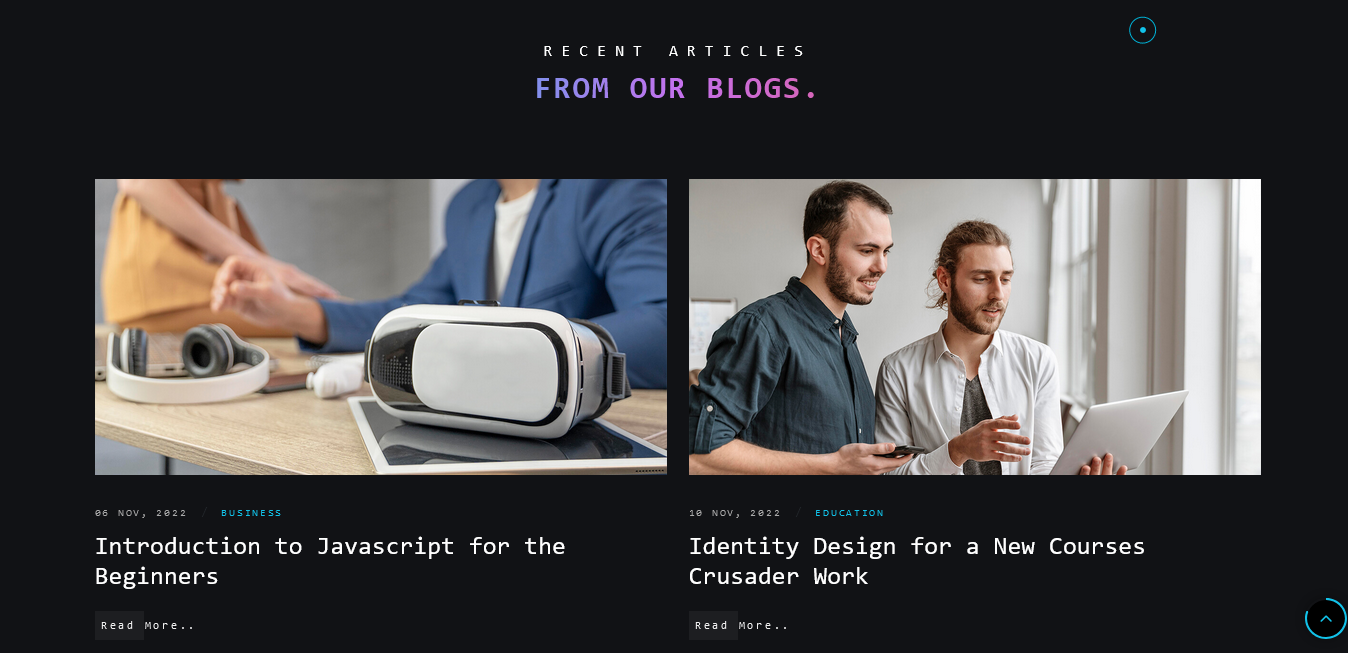 RECENT ARTICLES
FROM OUR BLOGS.
06 NOV, 2022 / BUSINESS
Introduction to Javascript for the
Beginners
Read More..
10 NOV, 2022 / EDUCATION
Identity Design for a New Courses
Crusader Work
Read More..